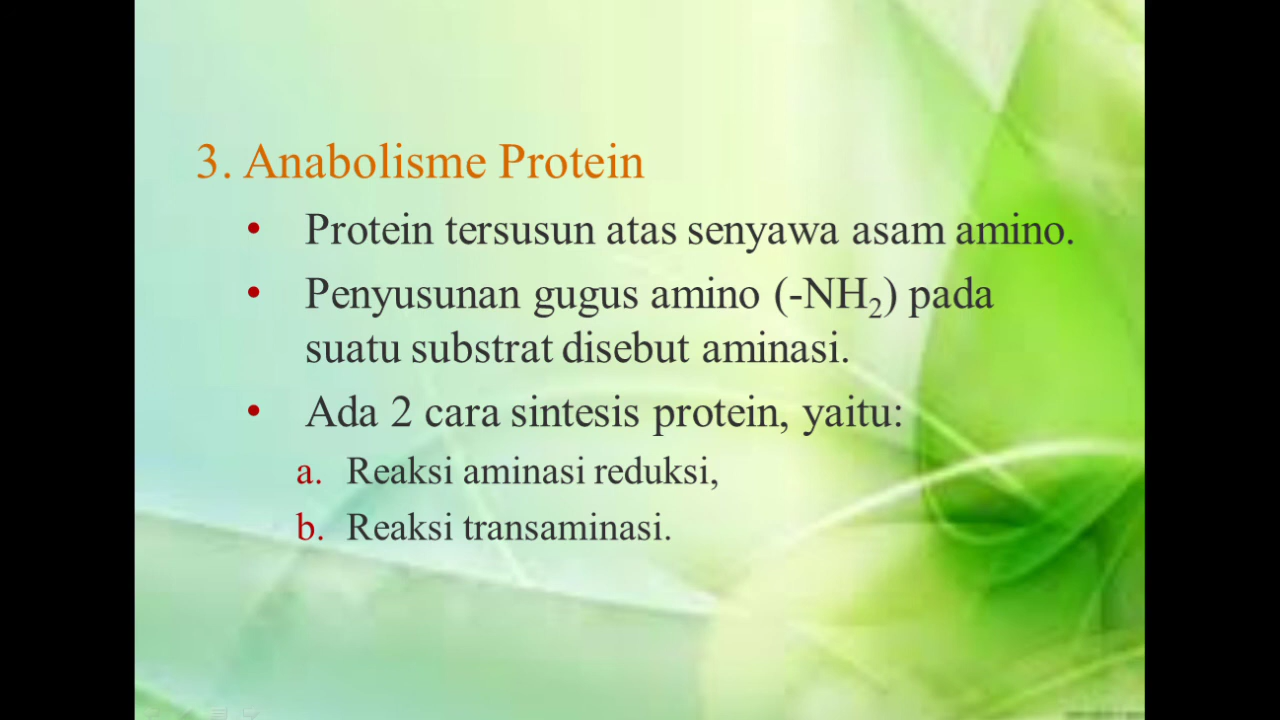 3. Anabolisme Protein
• Protein tersusun atas senyawa asam amino.
• Penyusunan gugus amino (-NH₂) pada
suatu substrat disebut aminasi.
• Ada 2 cara sintesis protein, yaitu:
a. Reaksi aminasi reduksi,
b. Reaksi transaminasi.